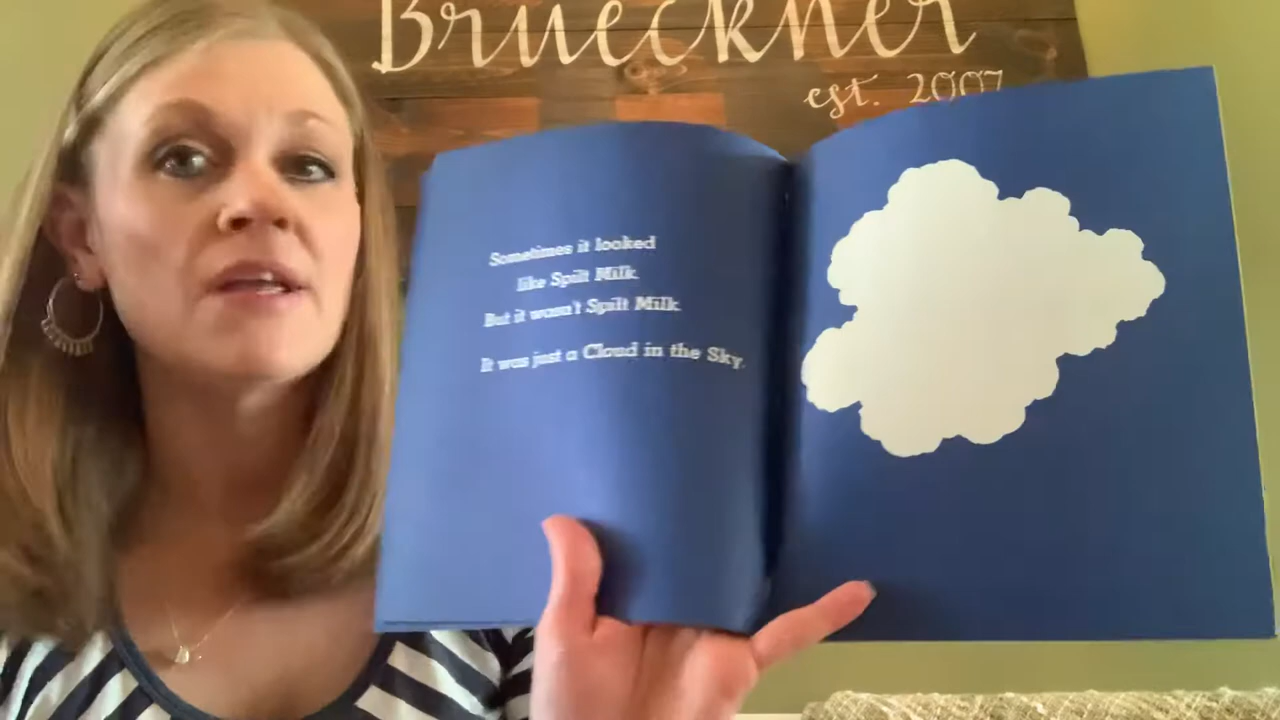 Brueckner
est. 2007
Sometimes it looked
like Spilt Milk.
But it wasn't Spilt Milk.
It was just a Cloud in the Sky.